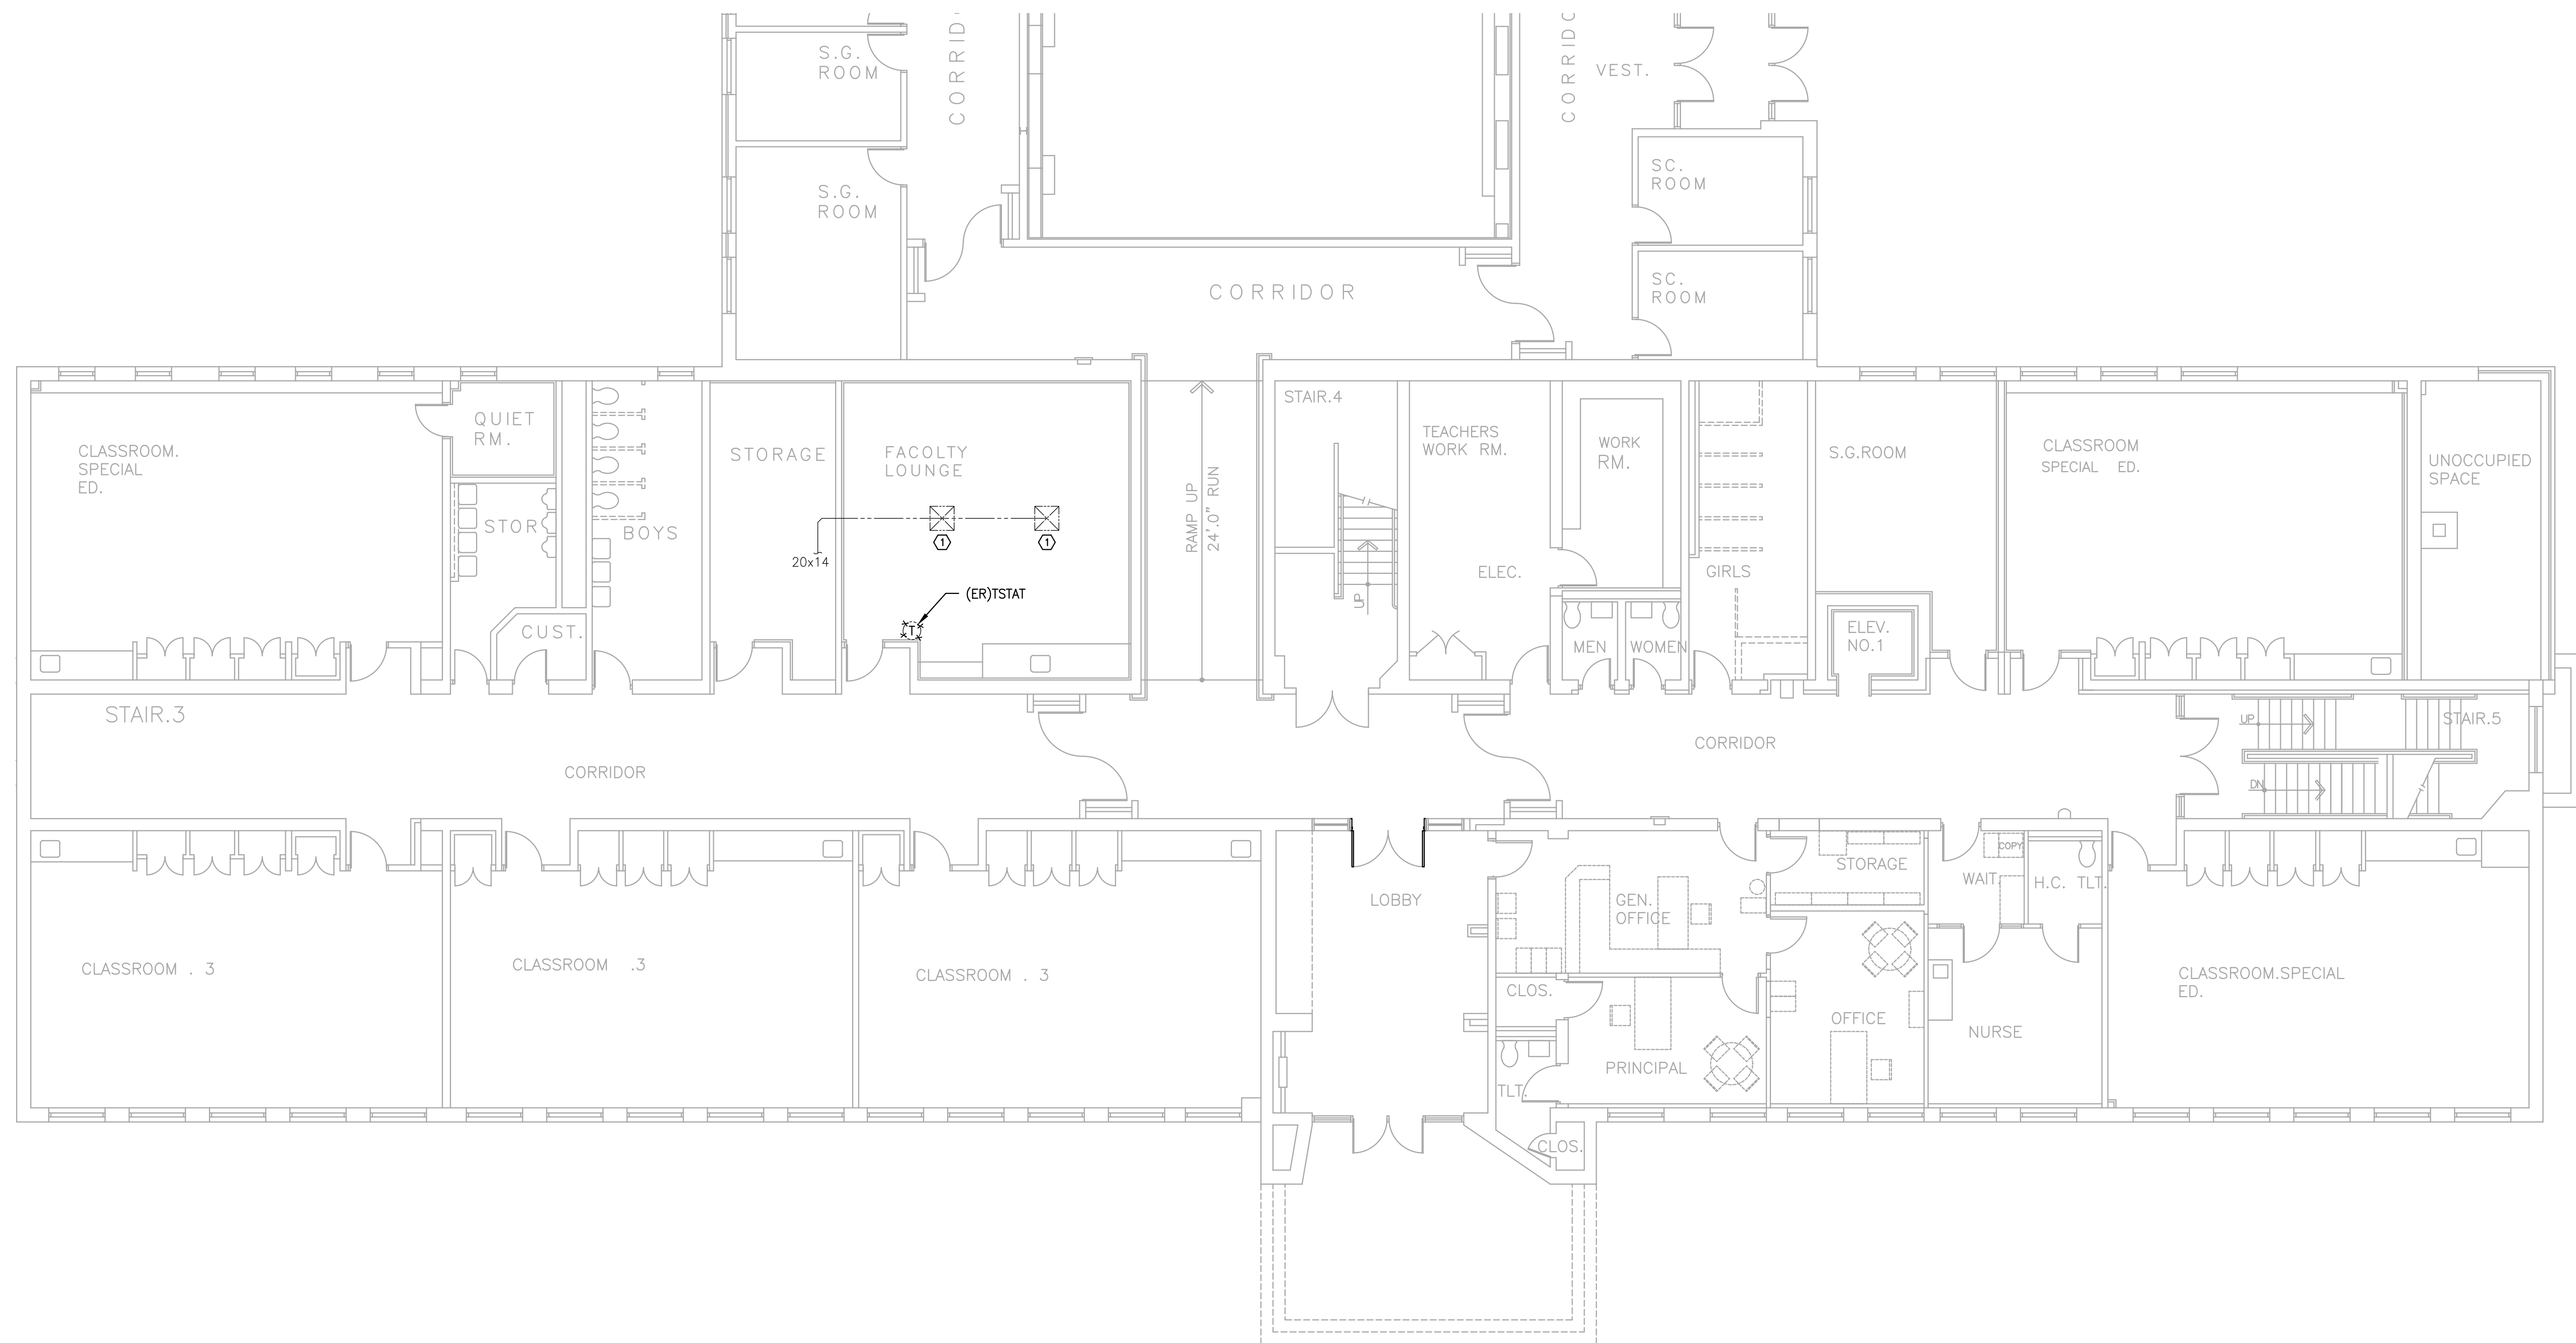 S.G.
ROOM
CORRID
CORRIDO
VEST.
S.G.
ROOM
SC.
ROOM
CORRIDOR
SC.
ROOM
QUIET
RM.
CLASSROOM.
SPECIAL
ED.
STORAGE
FACOLTY
LOUNGE
STAIR.4
TEACHERS
WORK RM.
WORK
RM.
S.G.ROOM
CLASSROOM
SPECIAL ED.
UNOCCUPIED
SPACE
STOR
BOYS
RAMP UP
24'.0" RUN
1
1
20x14
ELEC.
GIRLS
(ER)TSTAT
T
UP
CUST.
MEN
WOMEN
ELEV.
NO.1
STAIR.3
UP
STAIR.5
CORRIDOR
CORRIDOR
DN
LOBBY
GEN.
OFFICE
STORAGE
COPY
WAIT.
H.C. TLT.
CLASSROOM . 3
CLASSROOM .3
CLASSROOM . 3
CLOS.
OFFICE
NURSE
CLASSROOM.SPECIAL
ED.
PRINCIPAL
TLT.
CLOS.